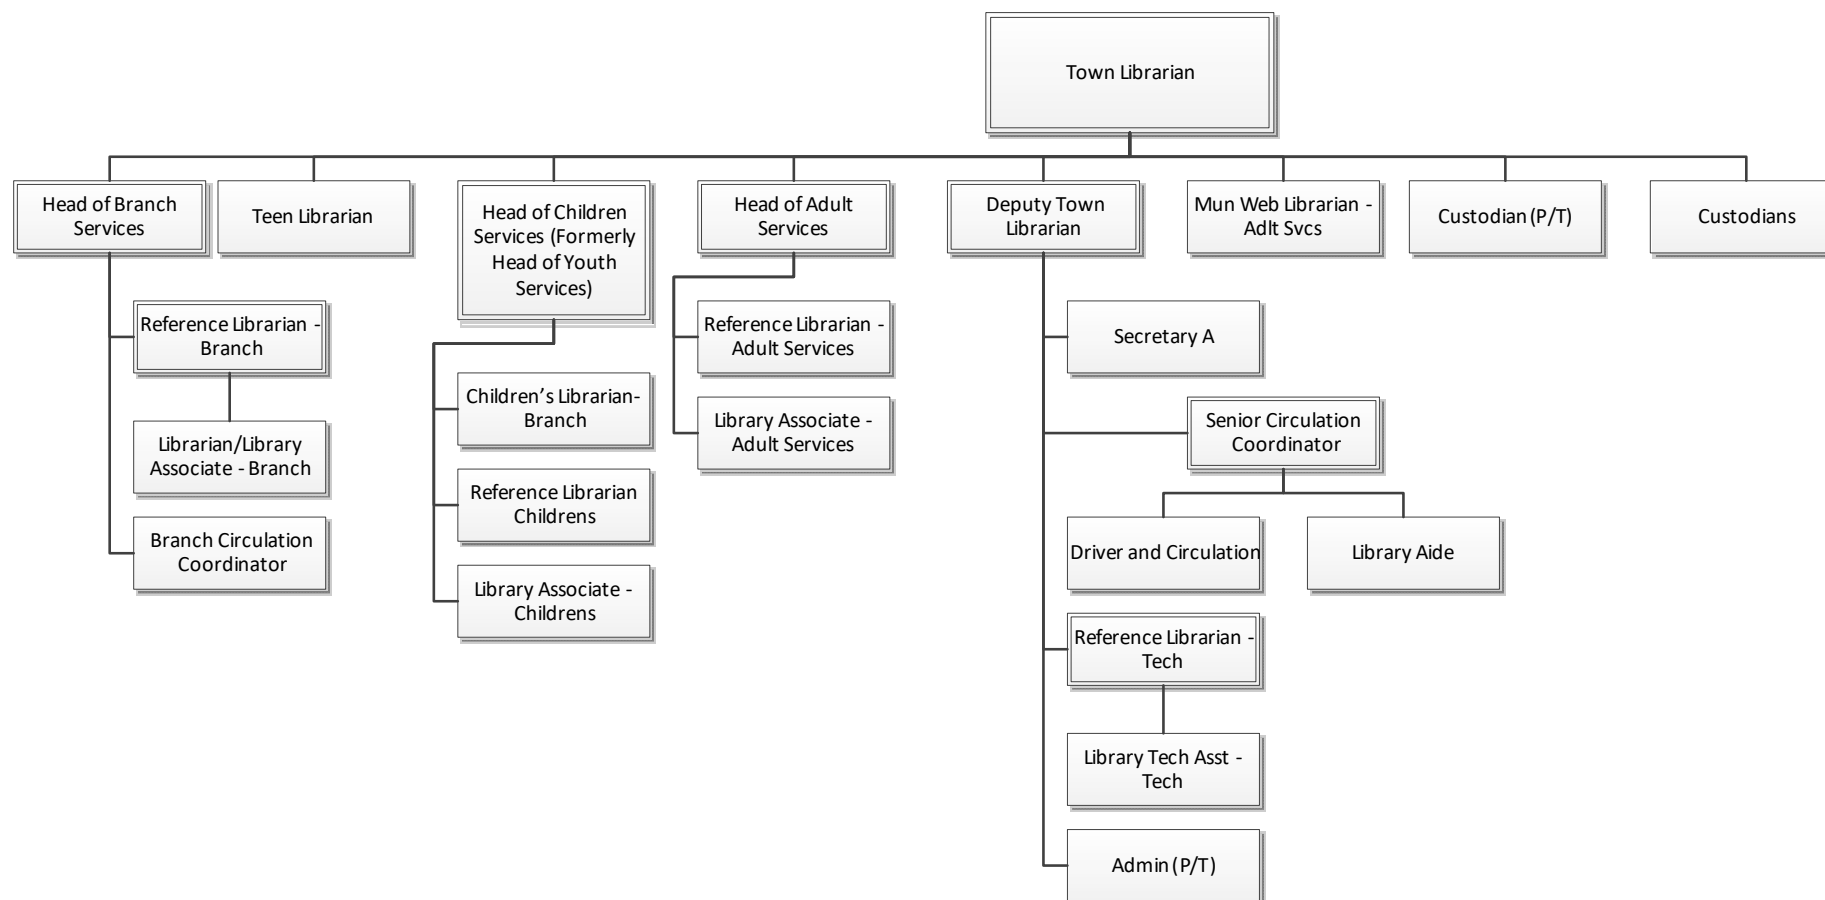 Town Librarian
Head of Branch
Services
Teen Librarian
Head of Children
Services (Formerly
Head of Youth
Services)
Head of Adult
Services
Deputy Town
Librarian
Mun Web Librarian -
Adlt Svcs
Custodian (P/T)
Custodians
Reference Librarian -
Branch
Librarian/Library
Associate - Branch
Branch Circulation
Coordinator
Children’s Librarian-
Branch
Reference Librarian
Childrens
Library Associate -
Childrens
Reference Librarian -
Adult Services
Library Associate -
Adult Services
Secretary A
Senior Circulation
Coordinator
Driver and Circulation
Library Aide
Reference Librarian -
Tech
Library Tech Asst -
Tech
Admin (P/T)